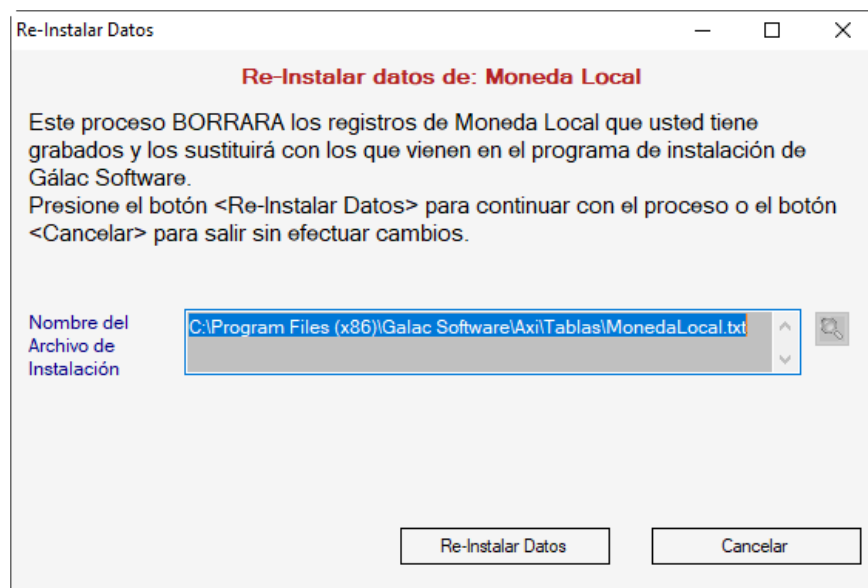 Re-Instalar Datos
Re-Instalar datos de: Moneda Local
Este proceso BORRARA los registros de Moneda Local que usted tiene
grabados y los sustituirá con los que vienen en el programa de instalación de
Gálac Software.
Presione el botón <Re-Instalar Datos> para continuar con el proceso o el botón
<Cancelar> para salir sin efectuar cambios.
Nombre del
Archivo de
Instalación
C:\Program Files (x86)\Galac Software\Axi\Tablas\MonedaLocal.txt
Re-Instalar Datos
Cancelar